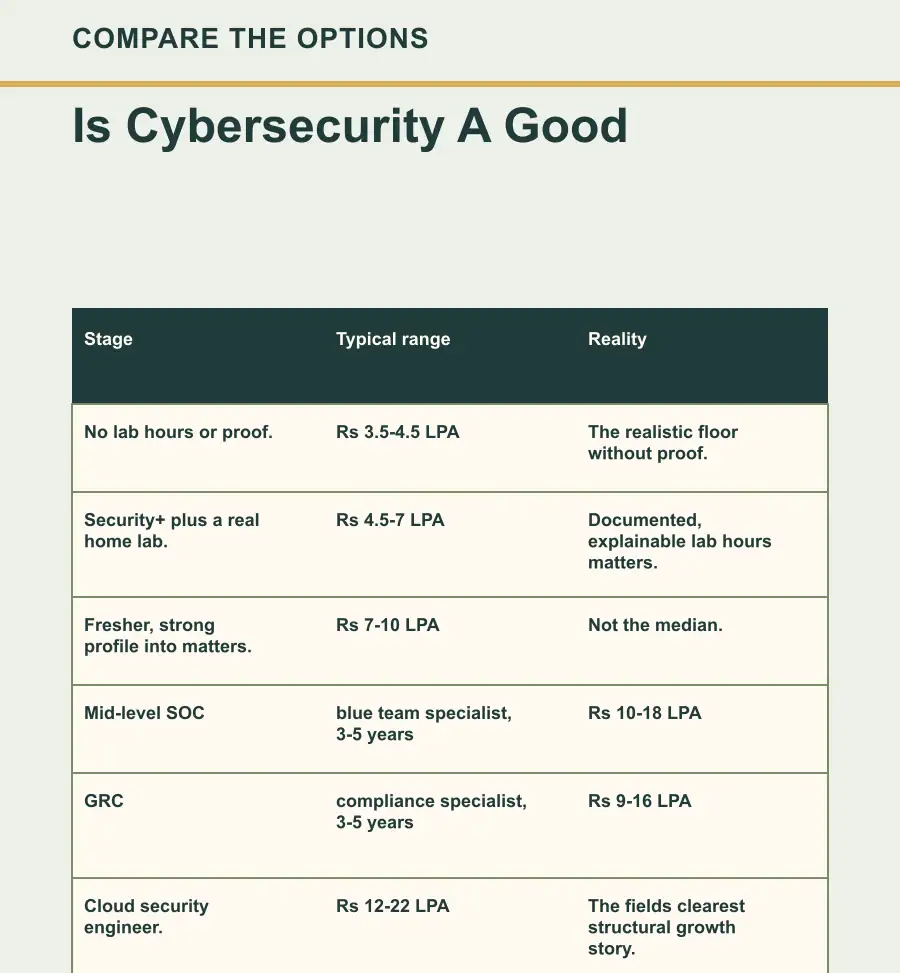 COMPARE THE OPTIONS
Is Cybersecurity A Good
Stage Typical range Reality
No lab hours or proof. Rs 3.5-4.5 LPA The realistic floor
without proof.
Security+ plus a real Rs 4.5-7 LPA Documented,
home lab. explainable lab hours
matters.
Fresher, strong Rs 7-10 LPA Not the median.
profile into matters.
Mid-level SOC blue team specialist, Rs 10-18 LPA
3-5 years
GRC compliance specialist, Rs 9-16 LPA
3-5 years
Cloud security Rs 12-22 LPA The fields clearest
engineer. structural growth
story.